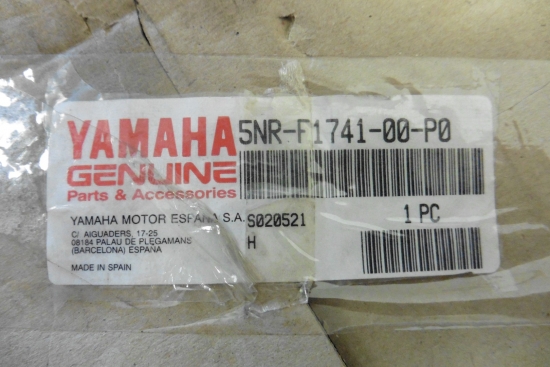 YAMAHA
GENUINE
Parts & Accessories
5NR-F1741-00-P0
YAMAHA MOTOR ESPAÑA S.A.
C/. AIGUADERS, 17-25
08184 PALAU DE PLEGAMANS
(BARCELONA) ESPAÑA
MADE IN SPAIN
S020521
H
1 PC